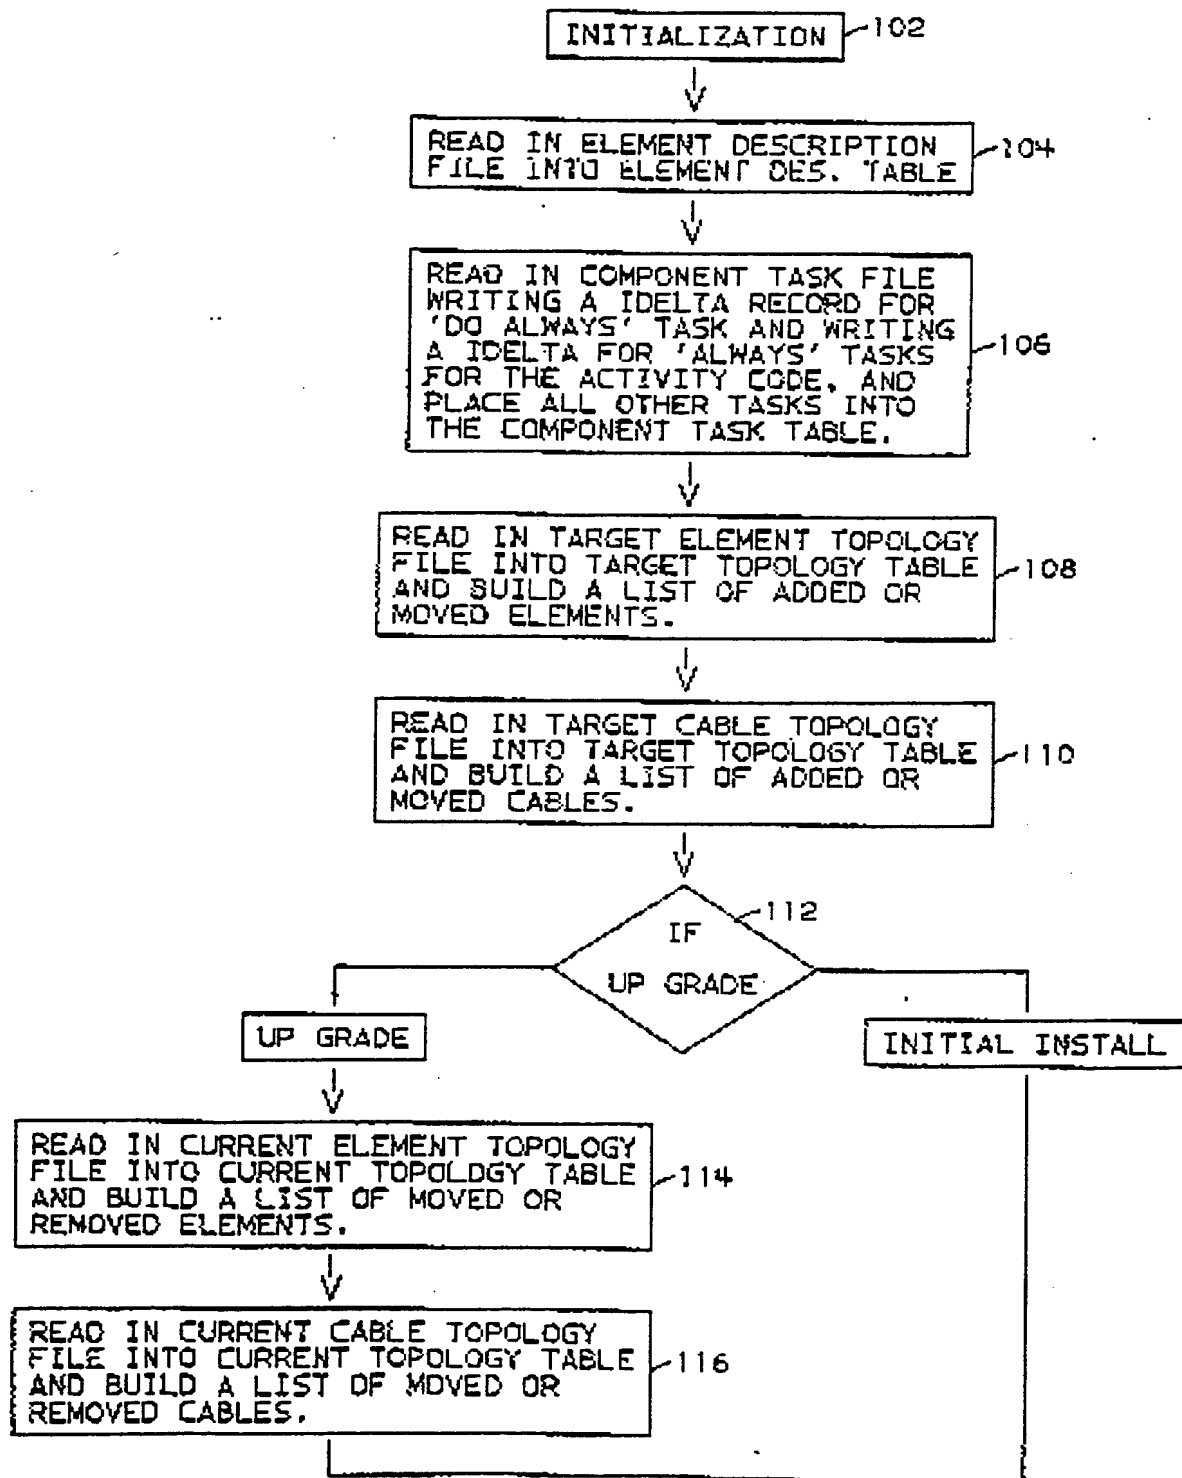 INITIALIZATION
102
READ IN ELEMENT DESCRIPTION
FILE INTO ELEMENT DES. TABLE
104
READ IN COMPONENT TASK FILE
WRITING A IDELTA RECORD FOR
'DO ALWAYS' TASK AND WRITING
A IDELTA FOR 'ALWAYS' TASKS
FOR THE ACTIVITY CODE, AND
PLACE ALL OTHER TASKS INTO
THE COMPONENT TASK TABLE.
106
READ IN TARGET ELEMENT TOPOLOGY
FILE INTO TARGET TOPOLOGY TABLE
AND BUILD A LIST OF ADDED OR
MOVED ELEMENTS.
108
READ IN TARGET CABLE TOPOLOGY
FILE INTO TARGET TOPOLOGY TABLE
AND BUILD A LIST OF ADDED OR
MOVED CABLES.
110
112
IF
UP GRADE
UP GRADE
INITIAL INSTALL
READ IN CURRENT ELEMENT TOPOLOGY
FILE INTO CURRENT TOPOLOGY TABLE
AND BUILD A LIST OF MOVED OR
REMOVED ELEMENTS.
114
READ IN CURRENT CABLE TOPOLOGY
FILE INTO CURRENT TOPOLOGY TABLE
AND BUILD A LIST OF MOVED OR
REMOVED CABLES.
116